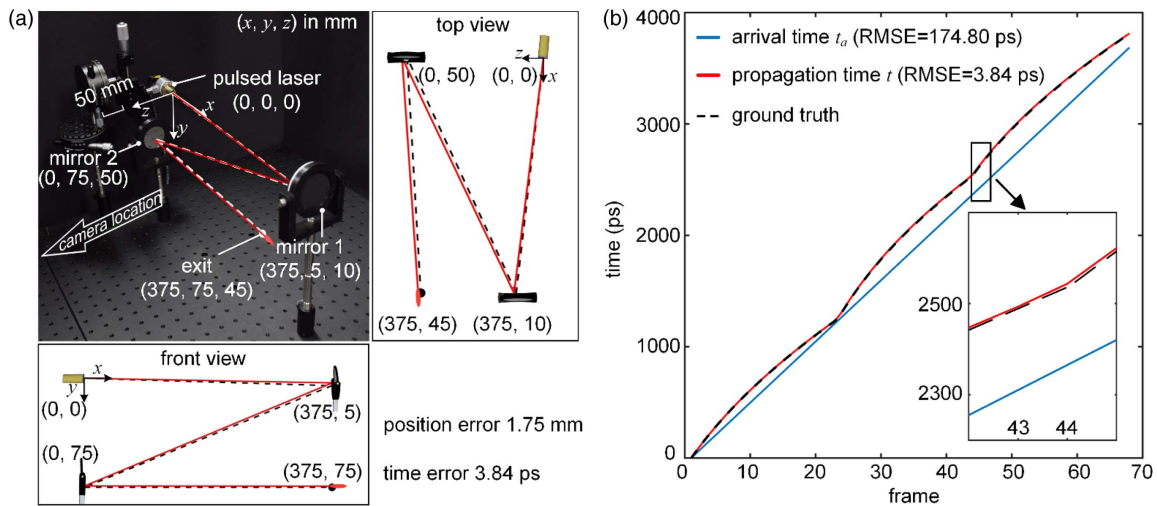 (a)
(x, y, z) in mm
pulsed laser
(0, 0, 0)
50 mm
z
x
y
mirror 2
(0, 75, 50)
camera location
exit
(375, 75, 45)
mirror 1
(375, 5, 10)
top view
(0, 50)
z
(0, 0)
x
(375, 45)
(375, 10)
front view
x
y
(0, 0)
(375, 5)
(0, 75)
(375, 75)
position error 1.75 mm
time error 3.84 ps
(b)
4000
3000
2000
1000
0
time (ps)
arrival time tₐ (RMSE=174.80 ps)
propagation time t (RMSE=3.84 ps)
ground truth
2500
2300
43 44
0 10 20 30 40 50 60 70
frame